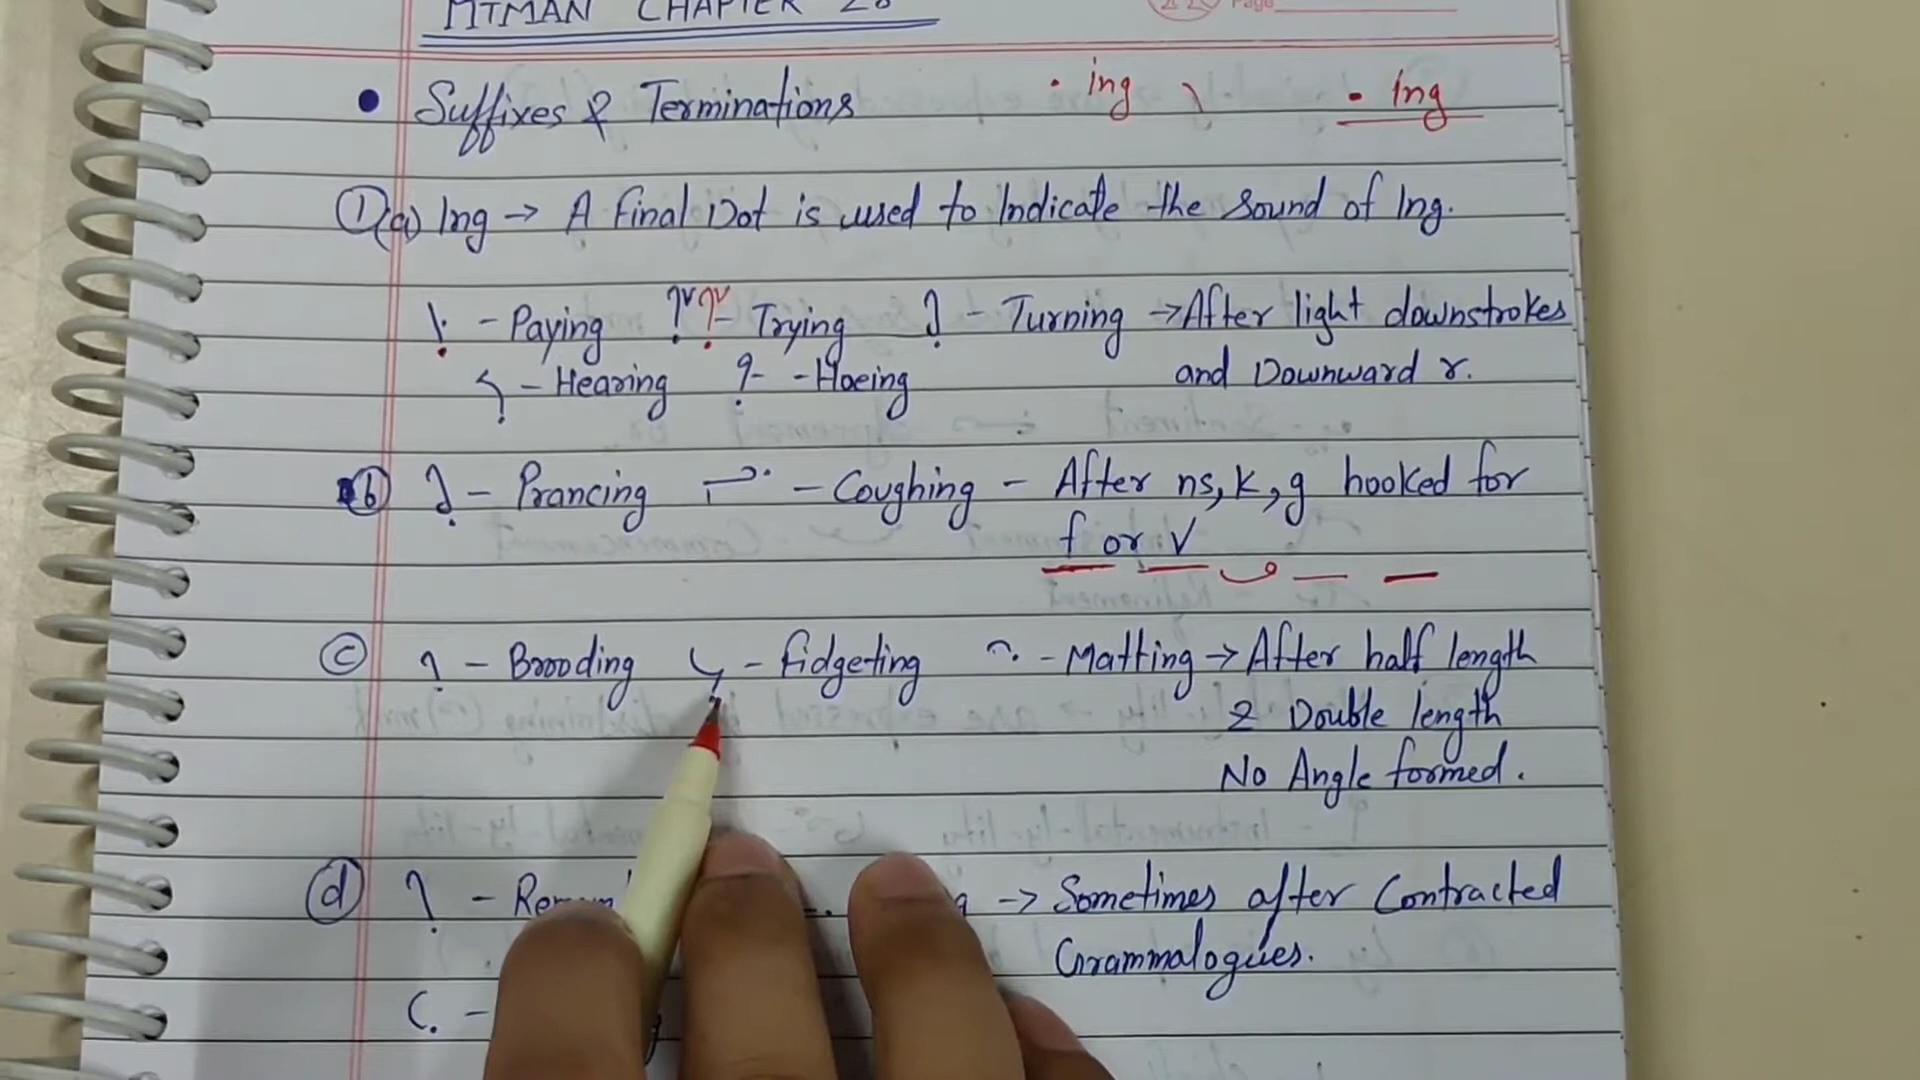 CHAPTER 28
Page
• Suffixes & Terminations · ing • Ing
① (a) Ing → A Final Dot is used to Indicate the Sound of Ing.
- Paying - Trying - Turning → After light downstrokes
- Hearing - Hoeing and Downward r.
(b) - Prancing - Coughing - After ns, k, g hooked for
f or V
(c) - Brooding - fidgeting - Matting → After half length
& Double length
No Angle formed.
(d) - → Sometimes after Contracted
Grammalogues.